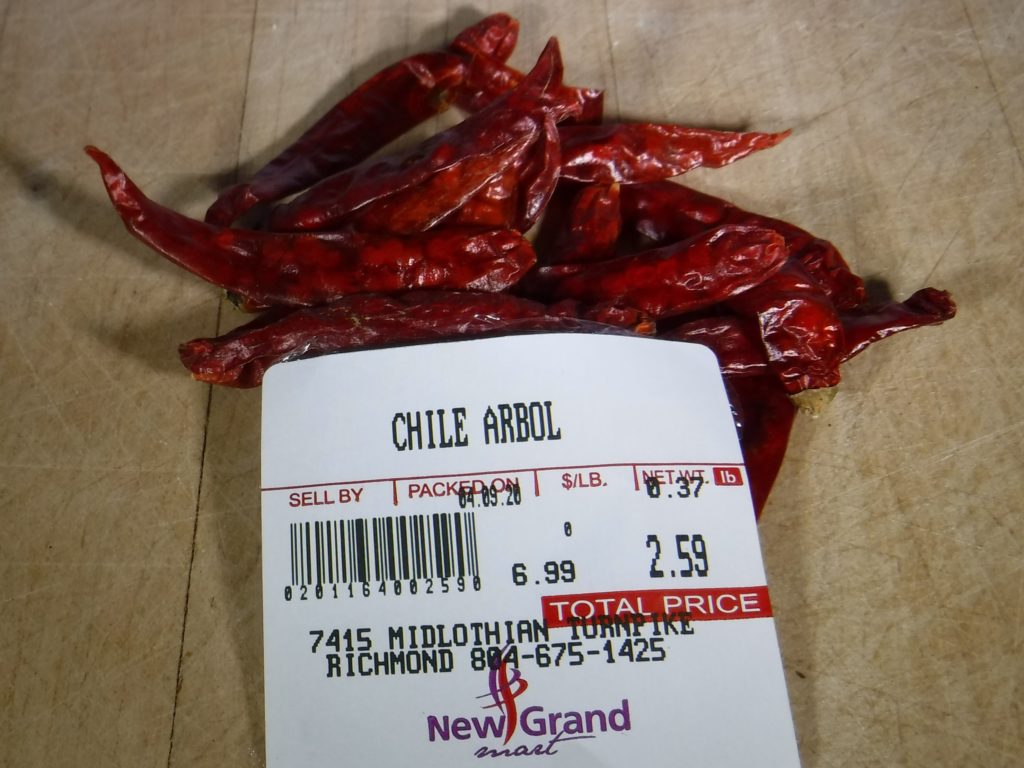 CHILE ARBOL
SELL BY PACKED ON $/LB. NET WT. lb
04.09.20 0.37
0
6.99 2.59
0201164002590
TOTAL PRICE
7415 MIDLOTHIAN TURNPIKE
RICHMOND 804-675-1425
New Grand
mart